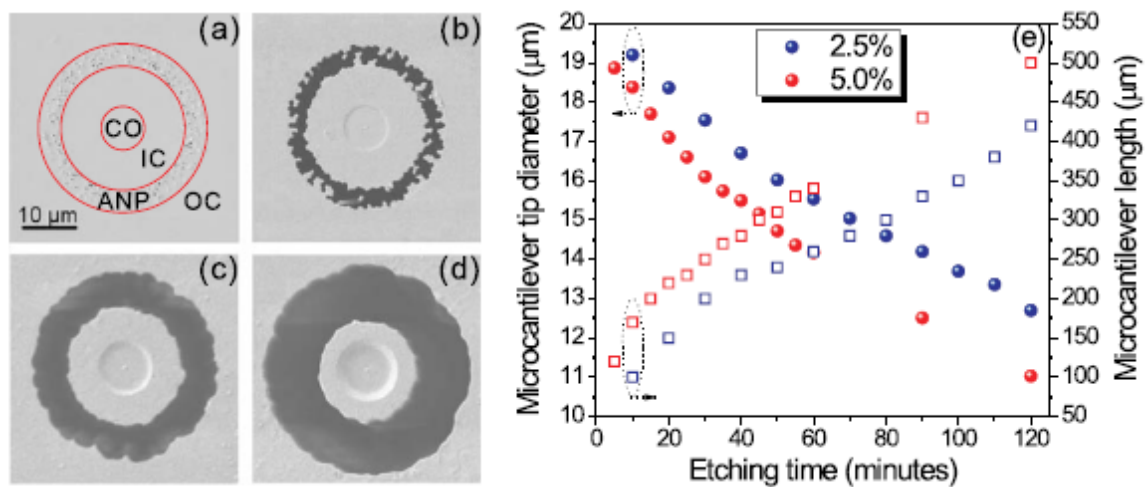 (a)
CO
IC
ANP
OC
10 µm
(b)
(c)
(d)
(e)
2.5%
5.0%
Microcantilever tip diameter (µm)
20
19
18
17
16
15
14
13
12
11
10
Microcantilever length (µm)
550
500
450
400
350
300
250
200
150
100
50
0
20
40
60
80
100
120
Etching time (minutes)